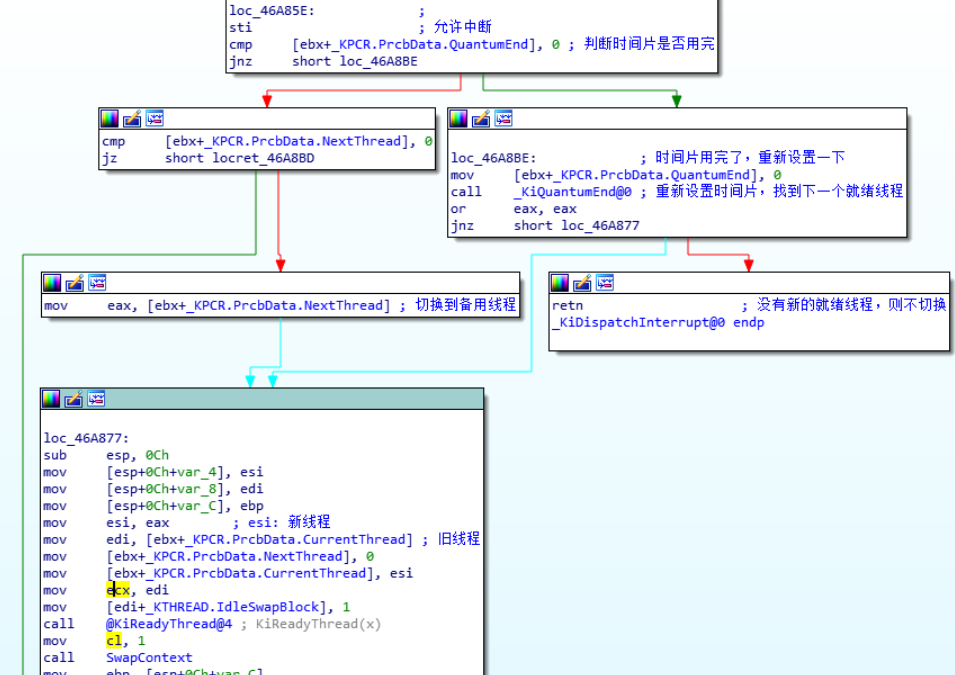 loc_46A85E: ;
sti ; 允许中断
cmp [ebx+_KPCR.PrcbData.QuantumEnd], 0 ; 判断时间片是否用完
jnz short loc_46A8BE
cmp [ebx+_KPCR.PrcbData.NextThread], 0
jz short locret_46A8BD
loc_46A8BE: ; 时间片用完了，重新设置一下
mov [ebx+_KPCR.PrcbData.QuantumEnd], 0
call _KiQuantumEnd@0 ; 重新设置时间片，找到下一个就绪线程
or eax, eax
jnz short loc_46A877
mov eax, [ebx+_KPCR.PrcbData.NextThread] ; 切换到备用线程
retn ; 没有新的就绪线程，则不切换
_KiDispatchInterrupt@0 endp
loc_46A877:
sub esp, 0Ch
mov [esp+0Ch+var_4], esi
mov [esp+0Ch+var_8], edi
mov [esp+0Ch+var_C], ebp
mov esi, eax ; esi: 新线程
mov edi, [ebx+_KPCR.PrcbData.CurrentThread] ; 旧线程
mov [ebx+_KPCR.PrcbData.NextThread], 0
mov [ebx+_KPCR.PrcbData.CurrentThread], esi
mov ecx, edi
mov [edi+_KTHREAD.IdleSwapBlock], 1
call @KiReadyThread@4 ; KiReadyThread(x)
mov cl, 1
call SwapContext
mov ebp, [esp+0Ch+var_C]